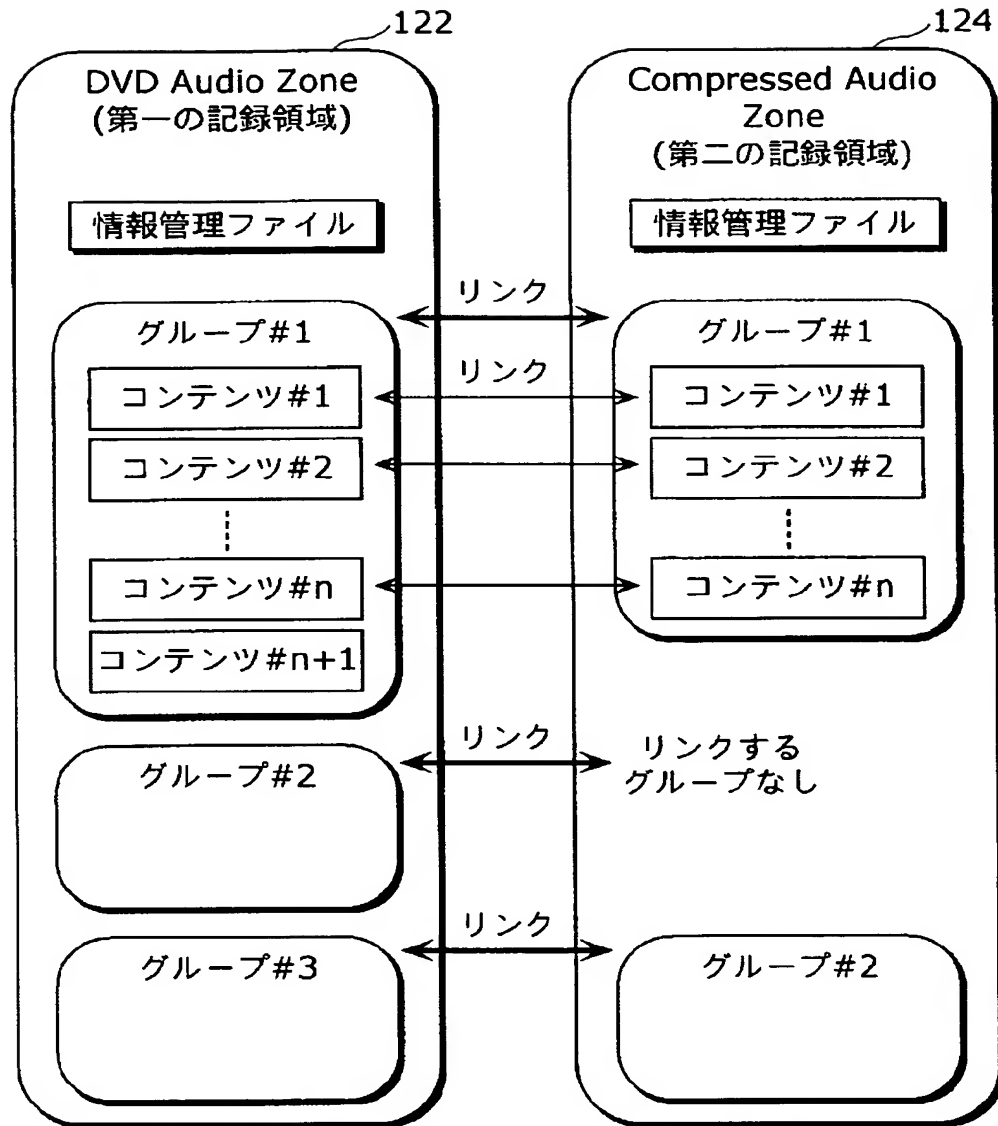 122
DVD Audio Zone
(第一の記録領域)
情報管理ファイル
グループ#1
コンテンツ#1
コンテンツ#2
コンテンツ#n
コンテンツ#n+1
グループ#2
グループ#3
リンク
リンク
リンク
リンク
124
Compressed Audio
Zone
(第二の記録領域)
情報管理ファイル
グループ#1
コンテンツ#1
コンテンツ#2
コンテンツ#n
リンクする
グループなし
グループ#2